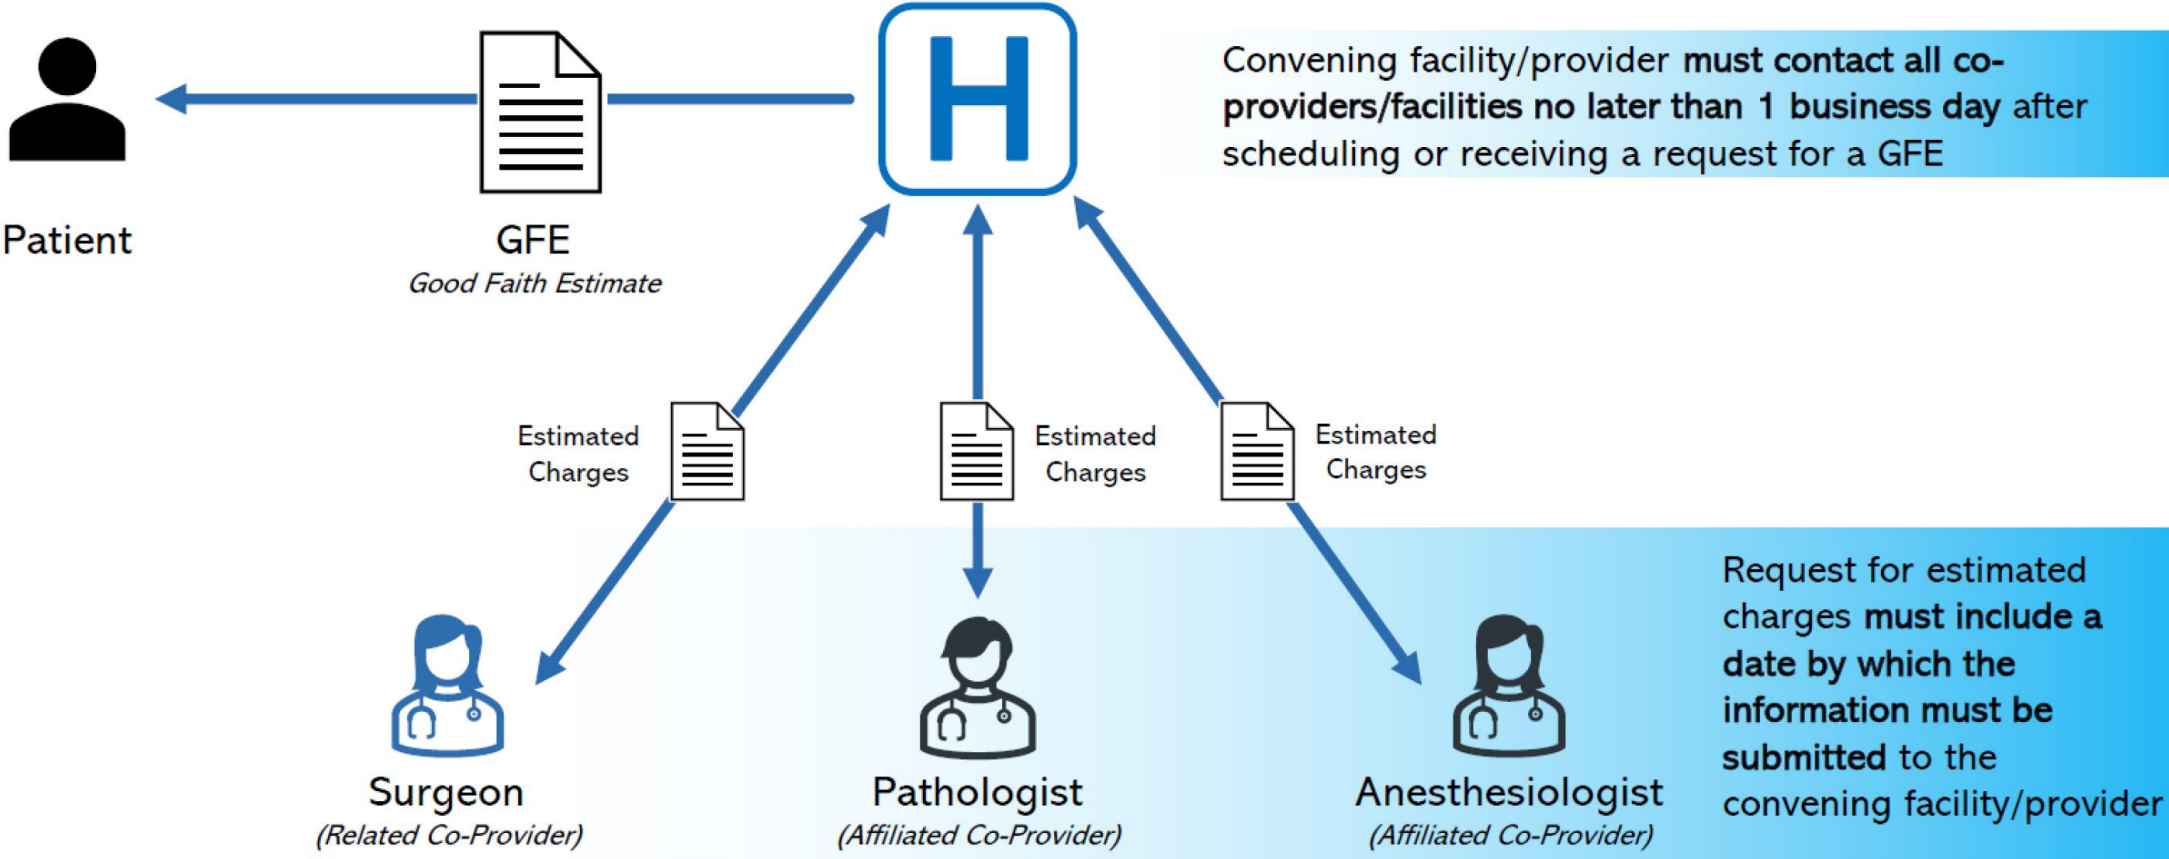 H
Convening facility/provider must contact all co-
providers/facilities no later than 1 business day after
scheduling or receiving a request for a GFE
Patient
GFE
Good Faith Estimate
Estimated
Charges
Estimated
Charges
Estimated
Charges
Surgeon
(Related Co-Provider)
Pathologist
(Affiliated Co-Provider)
Anesthesiologist
(Affiliated Co-Provider)
Request for estimated
charges must include a
date by which the
information must be
submitted to the
convening facility/provider